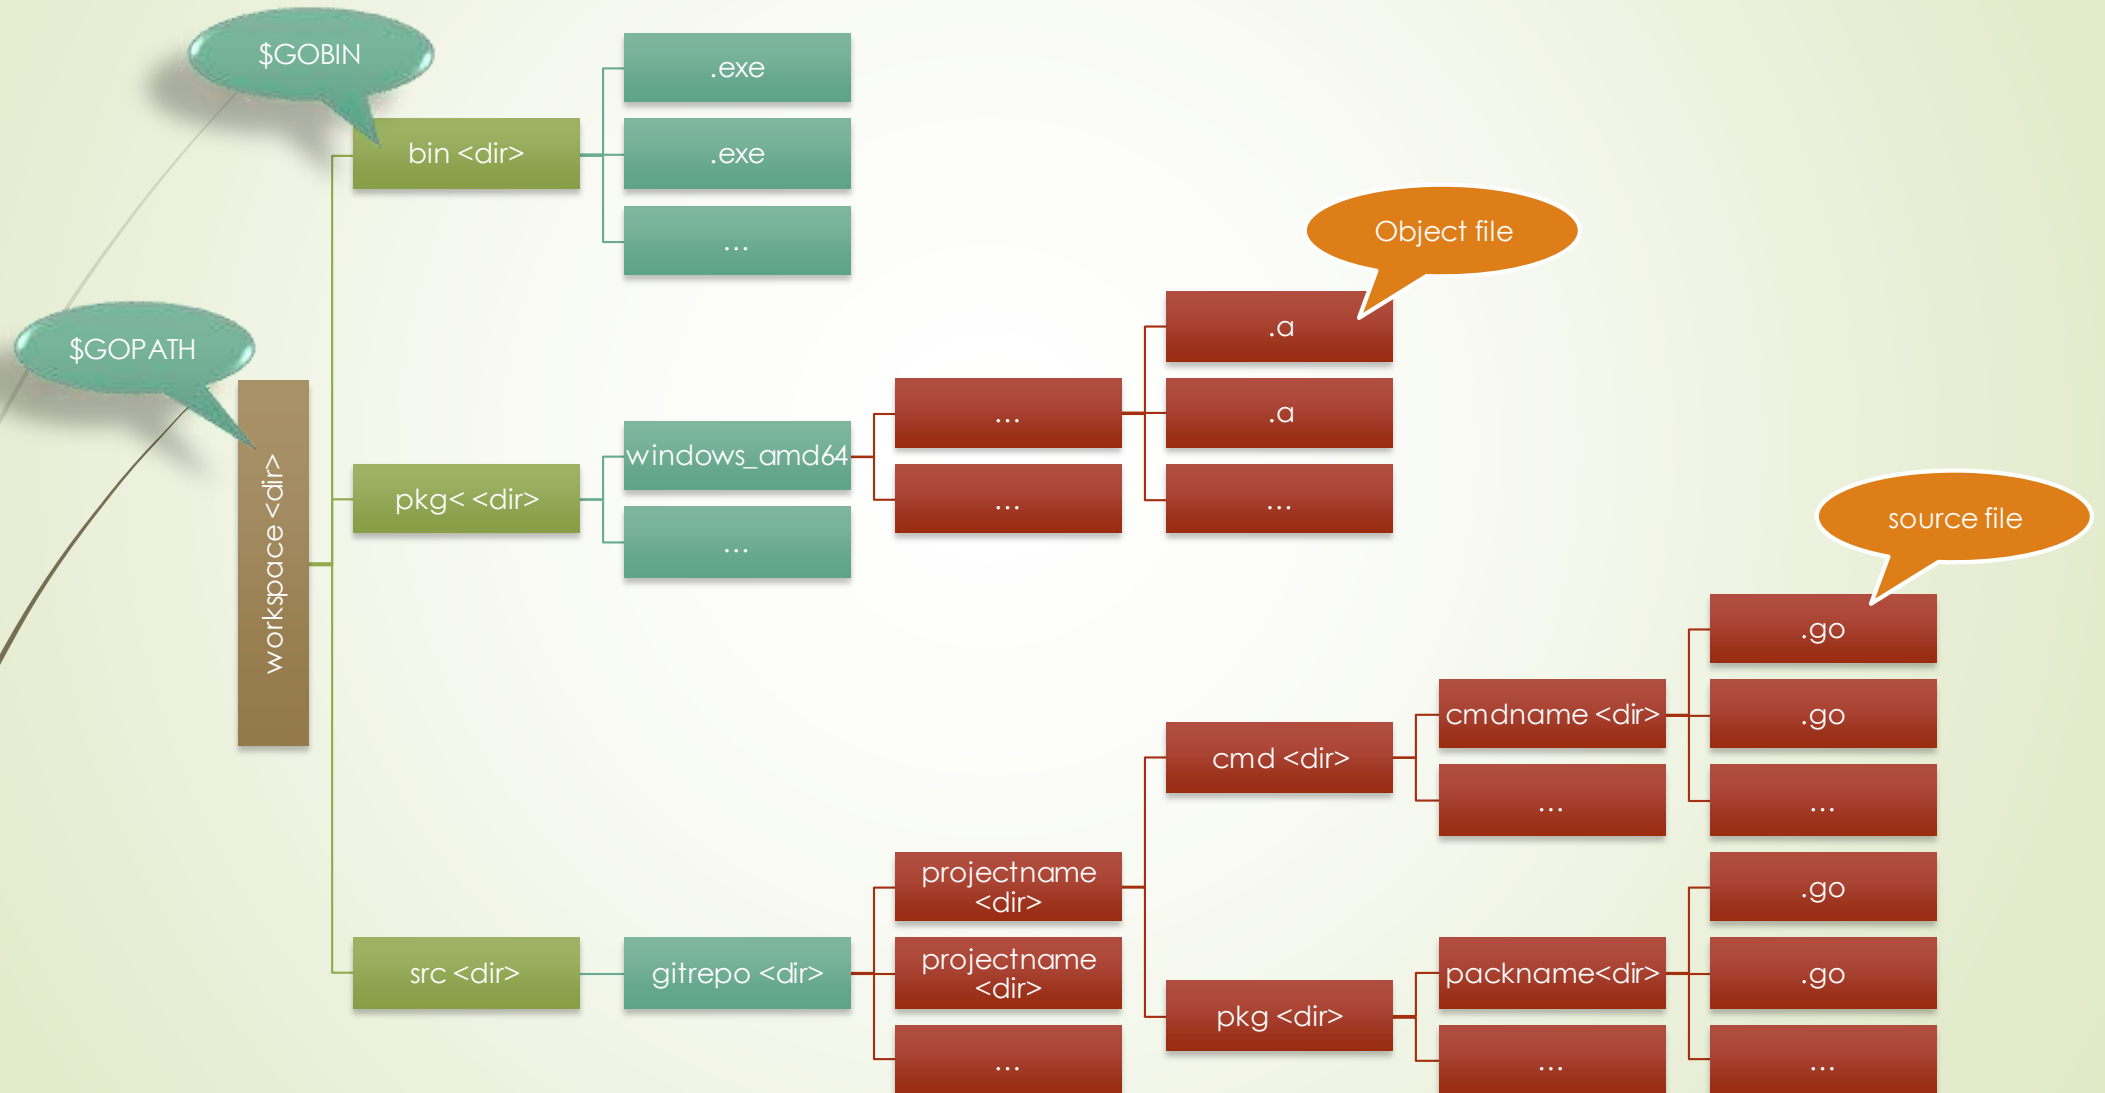 $GOBIN
.exe
bin <dir>
.exe
...
Object file
$GOPATH
.a
...
.a
windows_amd64
pkg< <dir>
...
...
...
workspace <dir>
source file
.go
cmdname <dir>
.go
cmd <dir>
...
...
projectname
<dir>
.go
src <dir>
gitrepo <dir>
projectname
<dir>
packname<dir>
.go
pkg <dir>
...
...
...